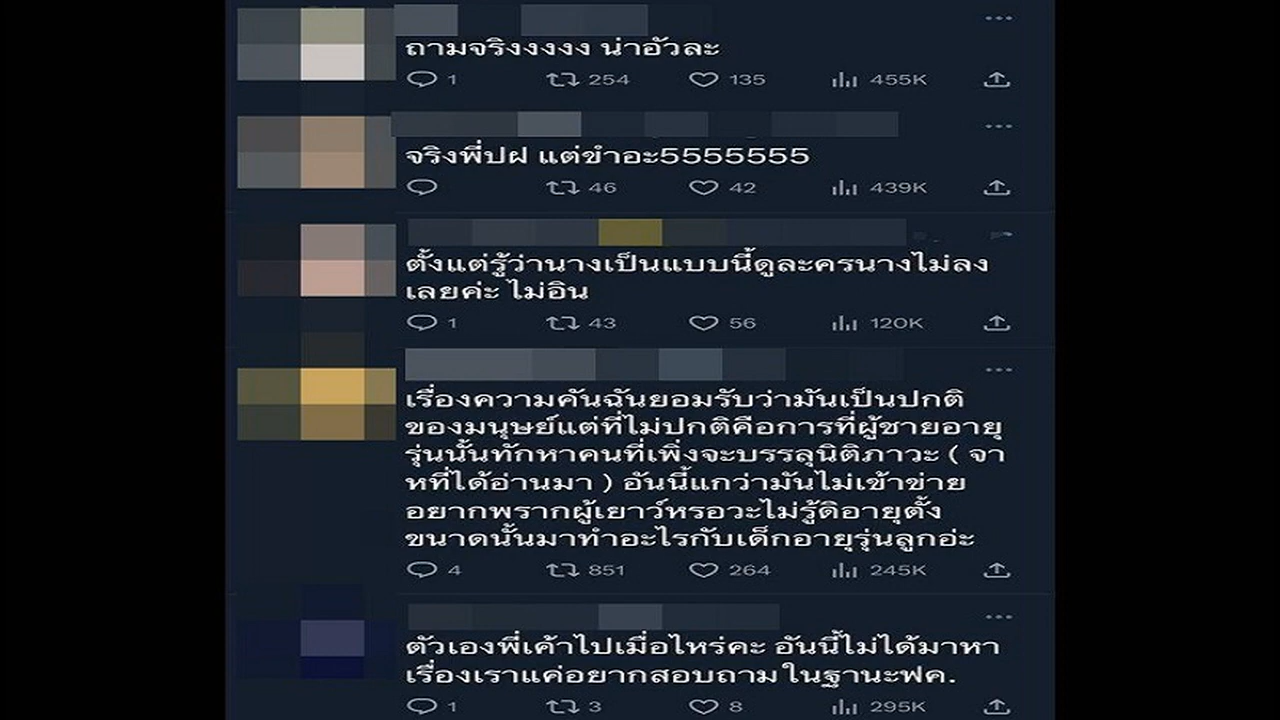 ถามจริงงงงง น่าอัวละ
1 254 135 455K
จริงพี่ปฝ แต่ขำอะ5555555
46 42 439K
ตั้งแต่รู้ว่านางเป็นแบบนี้ดูละครนางไม่ลง
เลยค่ะ ไม่อิน
1 43 56 120K
เรื่องความคันฉันยอมรับว่ามันเป็นปกติ
ของมนุษย์แต่ที่ไม่ปกติคือการที่ผู้ชายอายุ
รุ่นนั้นทักหาคนที่เพิ่งจะบรรลุนิติภาวะ ( จา
หที่ได้อ่านมา ) อันนี้แกว่ามันไม่เข้าข่าย
อยากพรากผู้เยาว์หรอวะไม่รู้ดิอายุตั้ง
ขนาดนั้นมาทำอะไรกับเด็กอายุรุ่นลูกอ่ะ
4 851 264 245K
ตัวเองพี่เค้าไปเมื่อไหร่คะ อันนี้ไม่ได้มาหา
เรื่องเราแค่อยากสอบถามในฐานะฟค.
1 3 8 295K